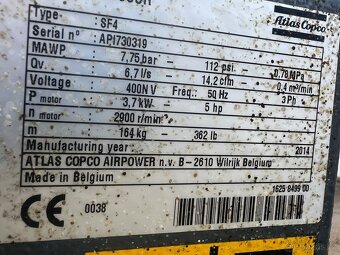 Atlas Copco
Type : SF4
Serial n° : API730319
MAWP : 7,75 bar - 112 psi. - 0,78 MPa
Qv. : 6,7 l/s - 14,2 cfm - 0,4 m³/min
Voltage : 400N V Freq.: 50 Hz 3 Ph
P motor : 3,7 kW - 5 hp
n motor : 2900 r/min
m : 164 kg - 362 lb
Manufacturing year: 2014
ATLAS COPCO AIRPOWER n.v. B - 2610 Wilrijk Belgium
Made in Belgium
CE 0038
1625 8499 00